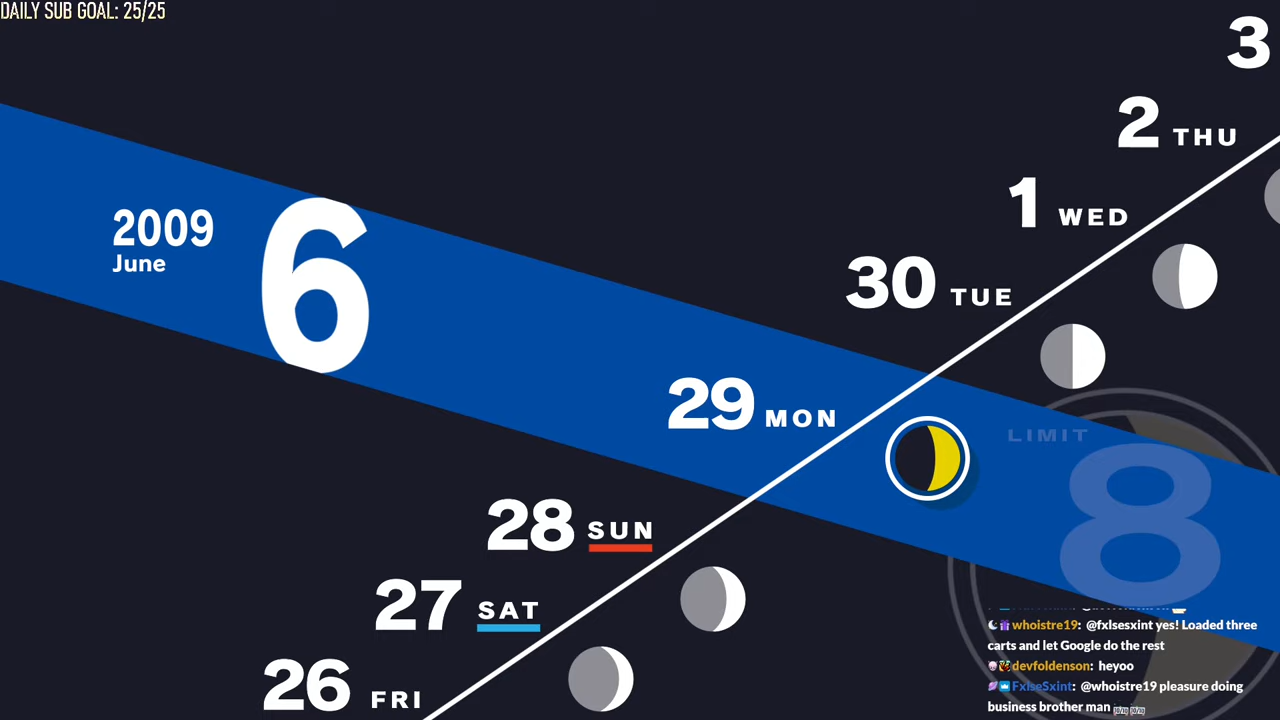 DAILY SUB GOAL: 25/25
3
2 THU
1 WED
2009
June
6
30 TUE
29 MON
LIMIT
8
28 SUN
27 SAT
26 FRI
whoistre19: @fxlsesxint yes! Loaded three
carts and let Google do the rest
devfoldenson: heyoo
FxlseSxint: @whoistre19 pleasure doing
business brother man